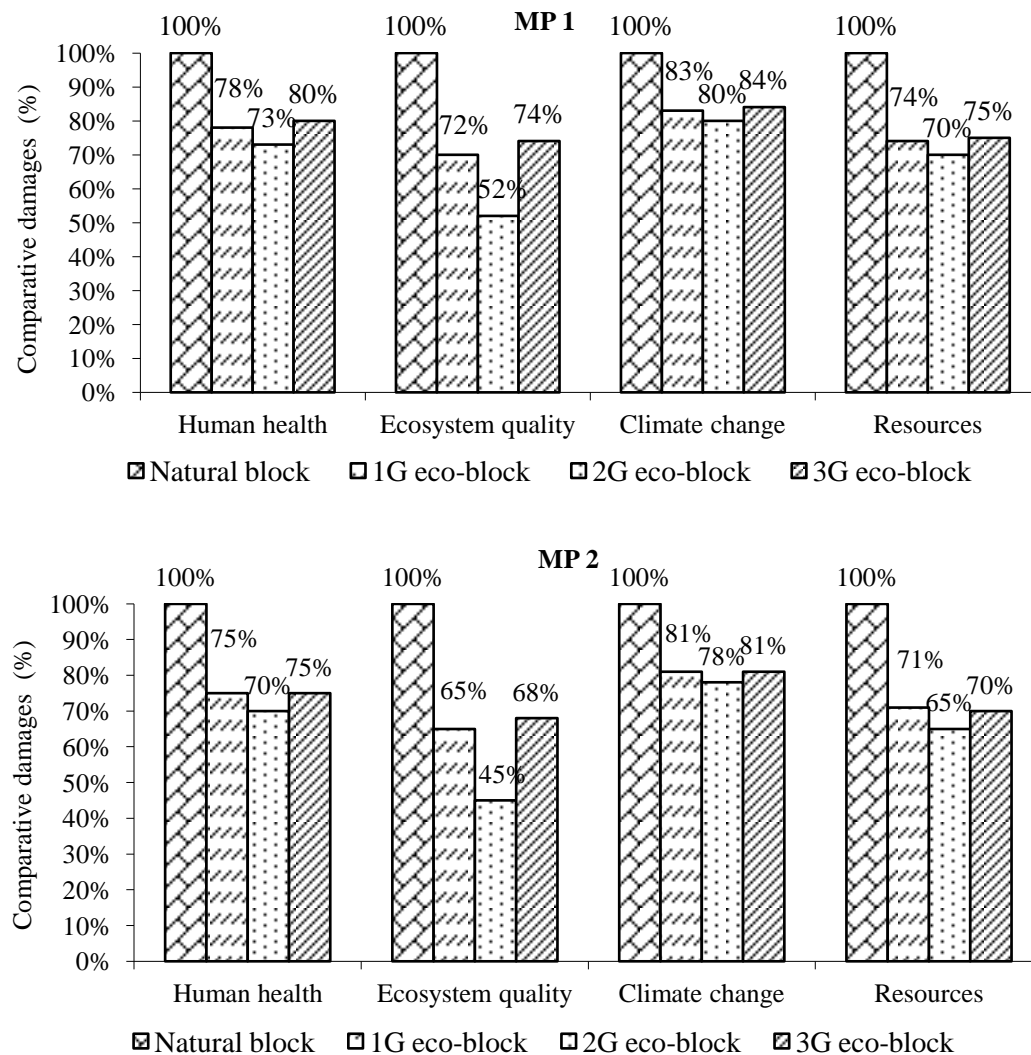 MP 1
Comparative damages (%)
100% 100% 100% 100%
100%
90%
80%
70%
60%
50%
40%
30%
20%
10%
0%
78% 73% 80%
72% 52% 74%
83% 80% 84%
74% 70% 75%
Human health Ecosystem quality Climate change Resources
Natural block 1G eco-block 2G eco-block 3G eco-block
MP 2
Comparative damages (%)
100% 100% 100% 100%
100%
90%
80%
70%
60%
50%
40%
30%
20%
10%
0%
75% 70% 75%
65% 45% 68%
81% 78% 81%
71% 65% 70%
Human health Ecosystem quality Climate change Resources
Natural block 1G eco-block 2G eco-block 3G eco-block